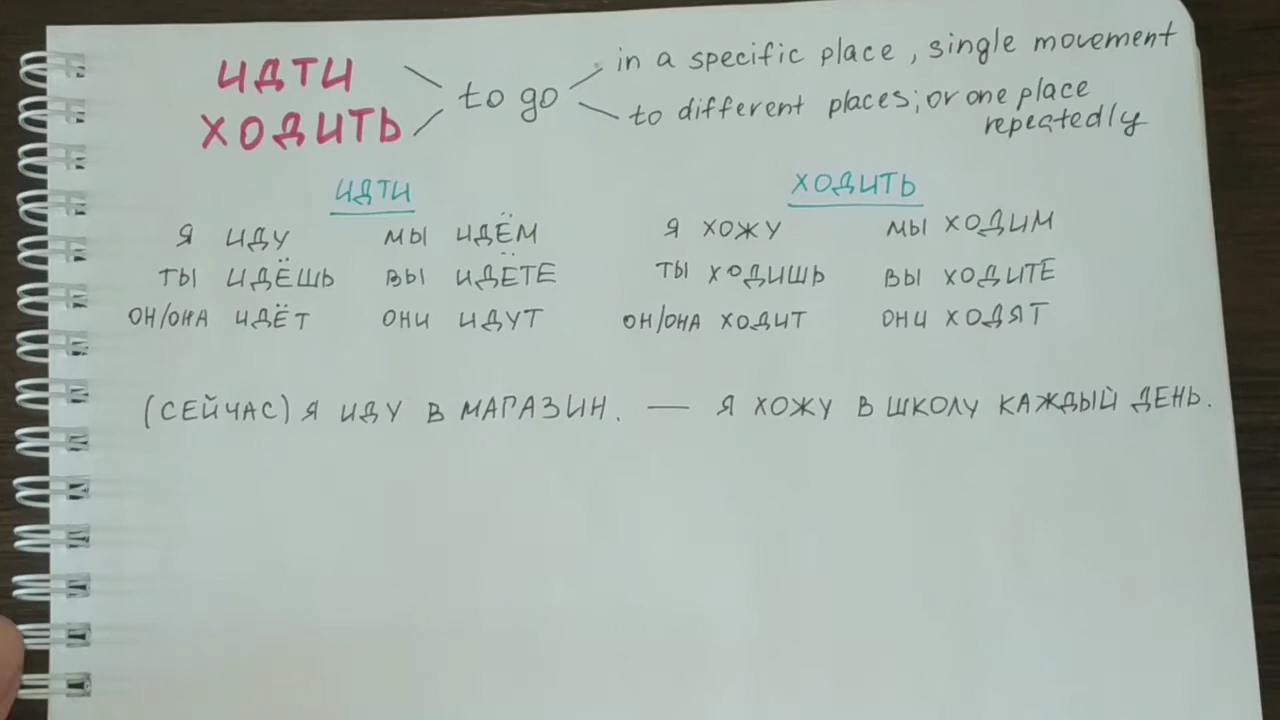 ИДТИ
ХОДИТЬ
to go
in a specific place, single movement
to different places; or one place
repeatedly
ИДТИ
Я ИДУ МЫ ИДЁМ
ТЫ ИДЁШЬ ВЫ ИДЁТЕ
ОН/ОНА ИДЁТ ОНИ ИДУТ
ХОДИТЬ
Я ХОЖУ МЫ ХОДИМ
ТЫ ХОДИШЬ ВЫ ХОДИТЕ
ОН/ОНА ХОДИТ ОНИ ХОДЯТ
(СЕЙЧАС) Я ИДУ В МАГАЗИН. — Я ХОЖУ В ШКОЛУ КАЖДЫЙ ДЕНЬ.